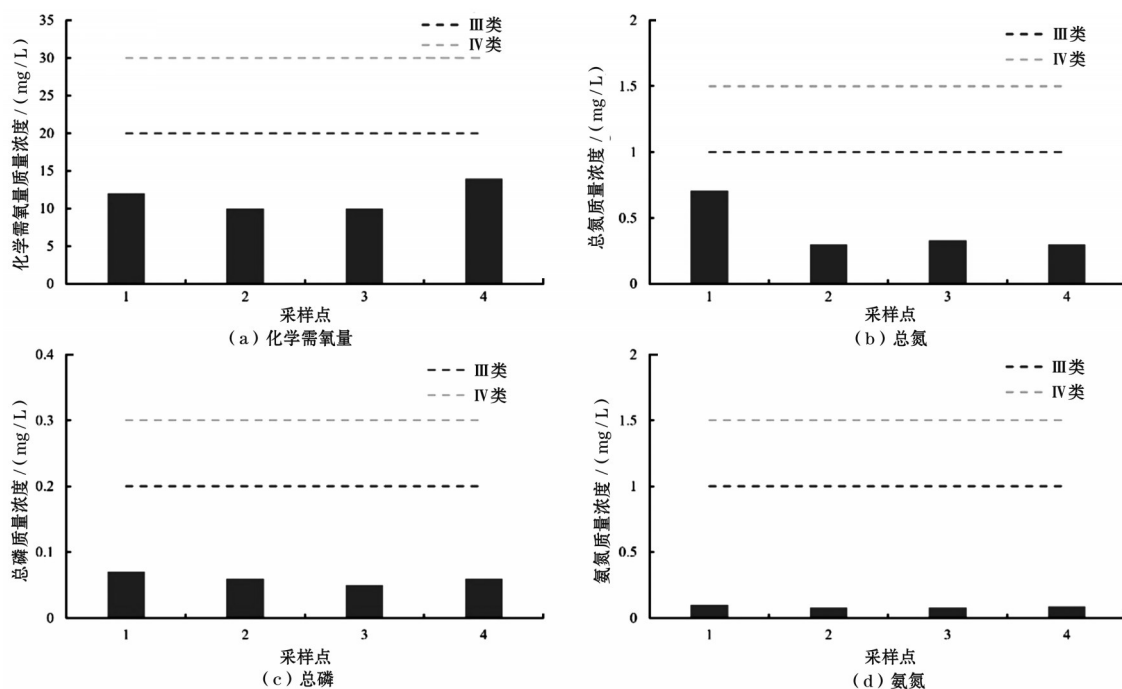 化学需氧量质量浓度/(mg/L)
35
30
25
20
15
10
5
0
III类
IV类
1 2 3 4
采样点
(a)化学需氧量
总氮质量浓度/(mg/L)
2
1.5
1
0.5
0
III类
IV类
1 2 3 4
采样点
(b)总氮
总磷质量浓度/(mg/L)
0.4
0.3
0.2
0.1
0
III类
IV类
1 2 3 4
采样点
(c)总磷
氨氮质量浓度/(mg/L)
2
1.5
1
0.5
0
III类
IV类
1 2 3 4
采样点
(d)氨氮